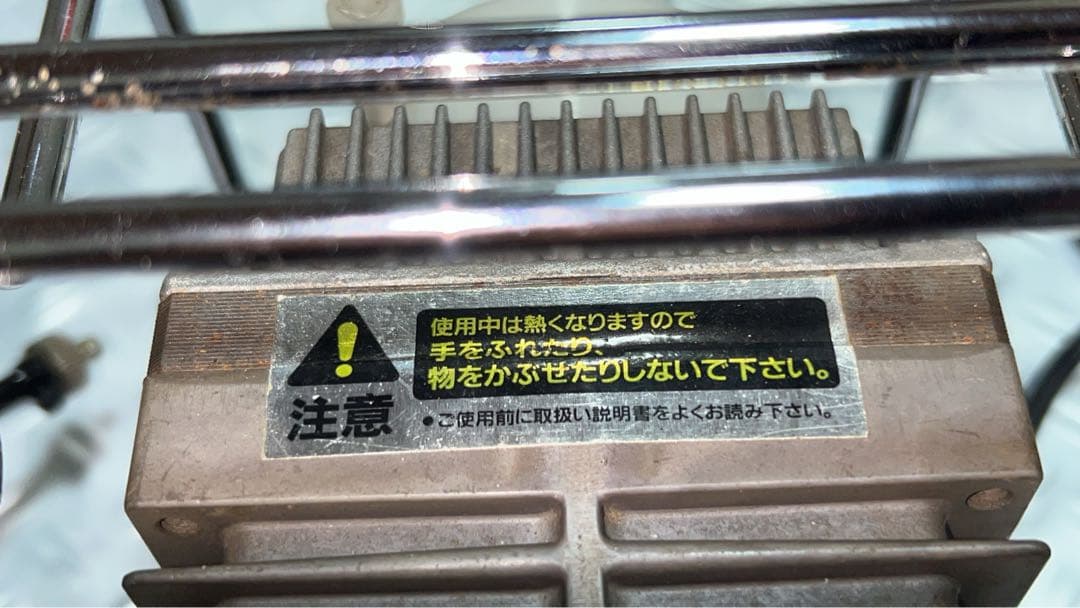 使用中は熱くなりますので
手をふれたり、
物をかぶせたりしないで下さい。
注意
●ご使用前に取扱い説明書をよくお読み下さい。